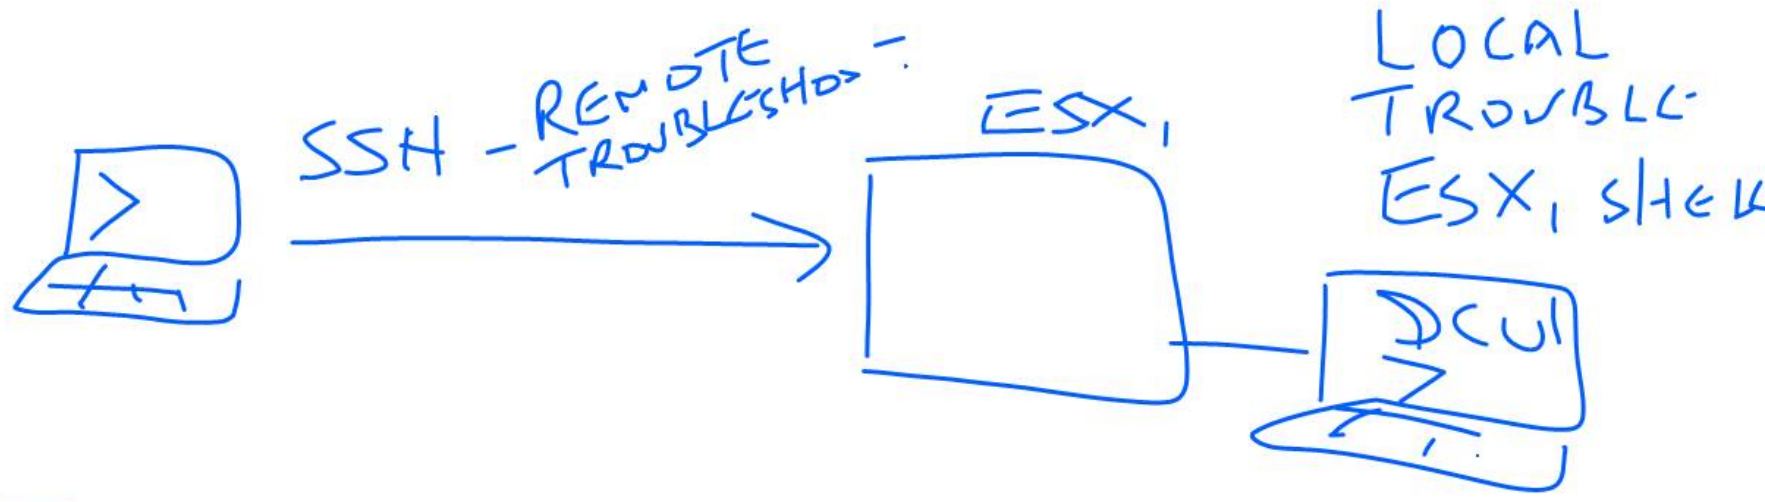 SSH - REMOTE
TROUBLESHOO -
ESXi
LOCAL
TROUBLE
ESXi SHELL
DCUI
>